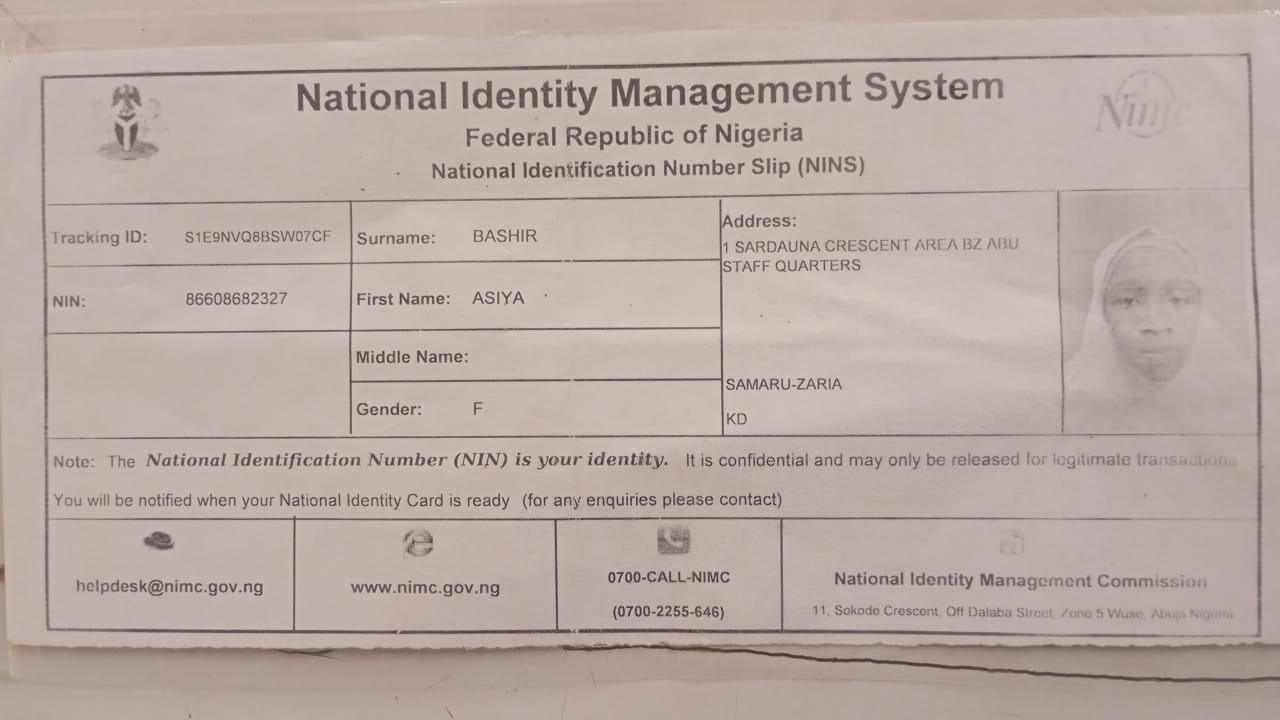 National Identity Management System
Federal Republic of Nigeria
National Identification Number Slip (NINS)
Nimc
Tracking ID: S1E9NVQ8BSW07CF
Surname: BASHIR
Address:
1 SARDAUNA CRESCENT AREA BZ ABU
STAFF QUARTERS
NIN: 86608682327
First Name: ASIYA
Middle Name:
Gender: F
SAMARU-ZARIA
KD
Note: The National Identification Number (NIN) is your identity. It is confidential and may only be released for legitimate transactions
You will be notified when your National Identity Card is ready (for any enquiries please contact)
helpdesk@nimc.gov.ng
www.nimc.gov.ng
0700-CALL-NIMC
(0700-2255-646)
National Identity Management Commission
11, Sokode Crescent, Off Dalaba Street, Zone 5 Wuse, Abuja Nigeria